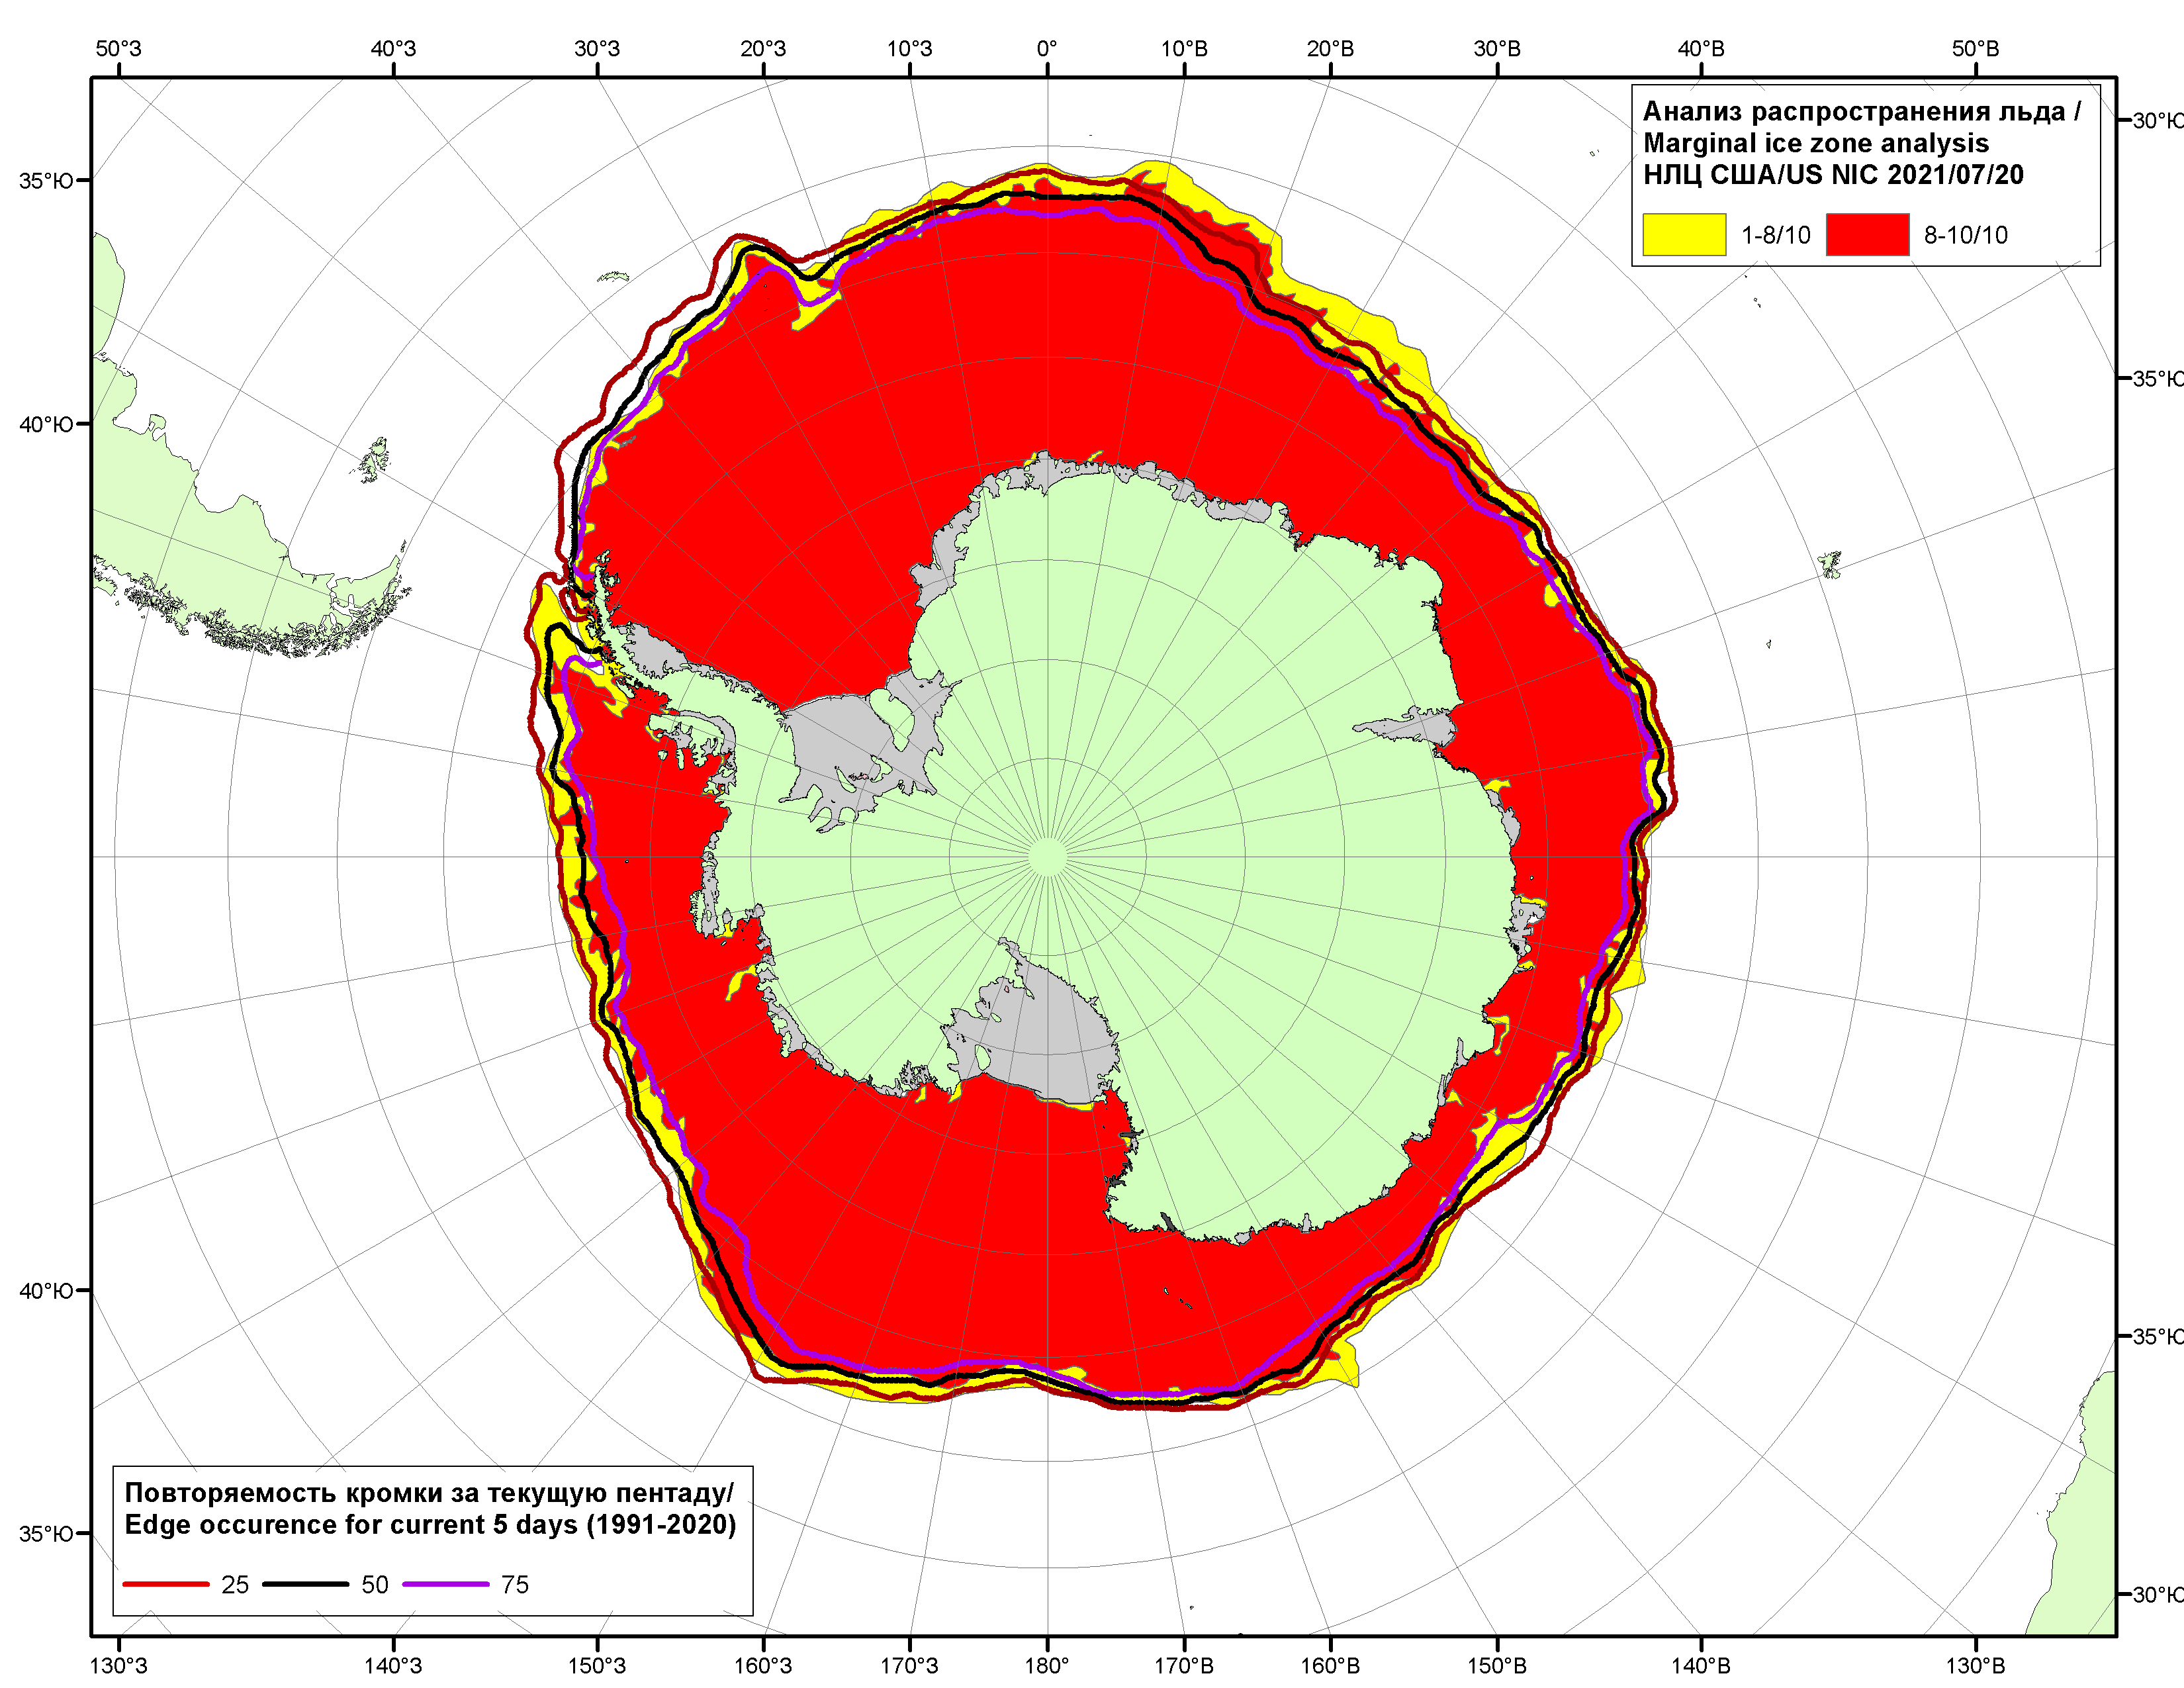 50°З 40°З 30°З 20°З 10°З 0° 10°В 20°В 30°В 40°В 50°В
Анализ распространения льда /
Marginal ice zone analysis
НЛЦ США/US NIC 2021/07/20
1-8/10 8-10/10
35°Ю
40°Ю
40°Ю
35°Ю
30°Ю
35°Ю
35°Ю
30°Ю
Повторяемость кромки за текущую пентаду/
Edge occurence for current 5 days (1991-2020)
25 50 75
130°З 140°З 150°З 160°З 170°З 180° 170°В 160°В 150°В 140°В 130°В